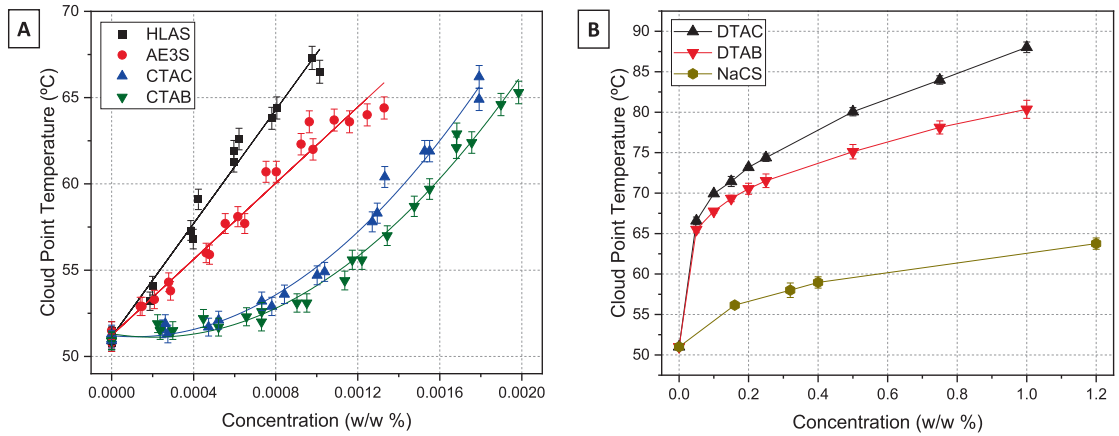 A
HLAS
AE3S
CTAC
CTAB
65
60
55
50
0.0000
0.0004
0.0008
0.0012
0.0016
0.0020
Cloud Point Temperature (ºC)
Concentration (w/w %)
B
DTAC
DTAB
NaCS
90
85
80
75
70
65
60
55
50
0.0
0.2
0.4
0.6
0.8
1.0
1.2
Cloud Point Temperature (ºC)
Concentration (w/w %)